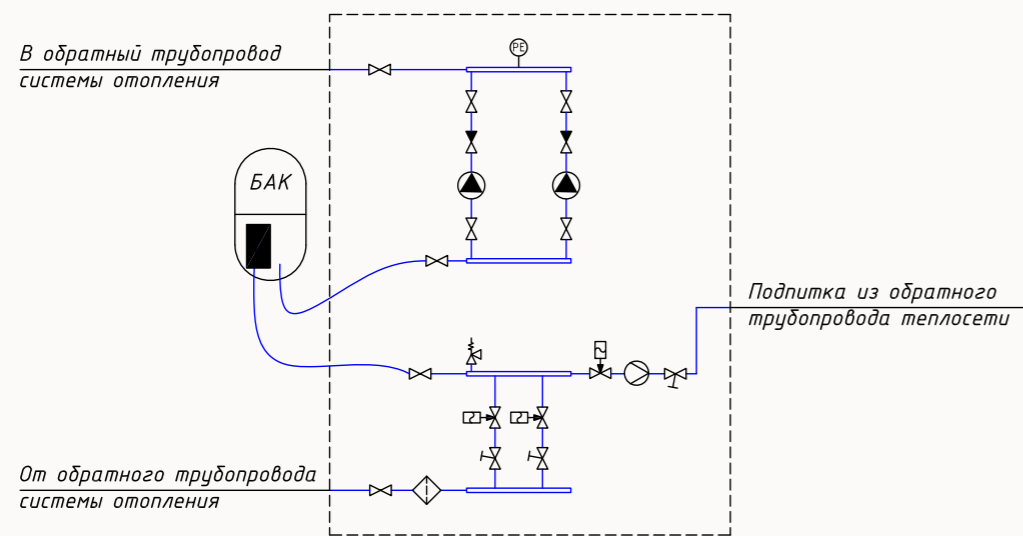 PE
В обратный трубопровод
системы отопления
БАК
Подпитка из обратного
трубопровода теплосети
От обратного трубопровода
системы отопления